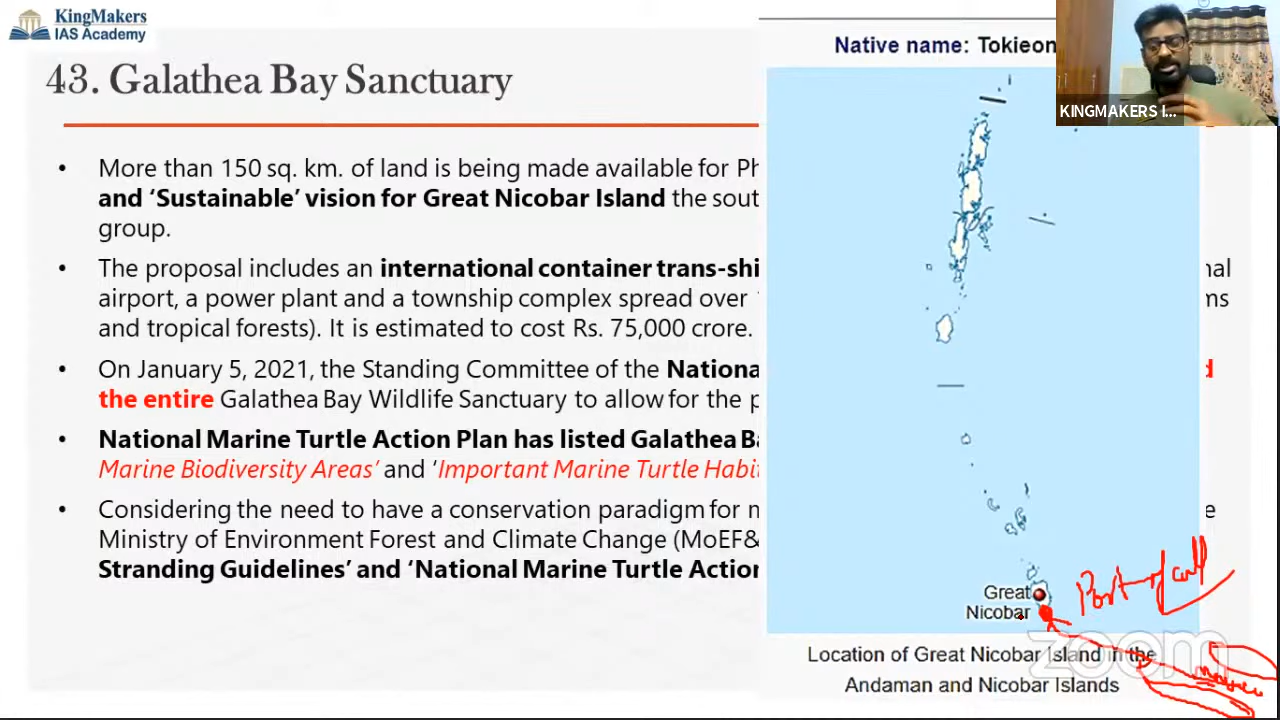 KingMakers
IAS Academy
43. Galathea Bay Sanctuary
Native name: Tokieon
KINGMAKERS I...
• More than 150 sq. km. of land is being made available for Ph
and ‘Sustainable’ vision for Great Nicobar Island the sout
group.
• The proposal includes an international container trans-shi nal
airport, a power plant and a township complex spread over ms
and tropical forests). It is estimated to cost Rs. 75,000 crore.
• On January 5, 2021, the Standing Committee of the Nationa d
the entire Galathea Bay Wildlife Sanctuary to allow for the p
• National Marine Turtle Action Plan has listed Galathea Ba
Marine Biodiversity Areas’ and ‘Important Marine Turtle Habit
• Considering the need to have a conservation paradigm for m e
Ministry of Environment Forest and Climate Change (MoEF&
Stranding Guidelines’ and ‘National Marine Turtle Action
Great
Nicobar
Port of call
zoom
Location of Great Nicobar Island in the
Andaman and Nicobar Islands